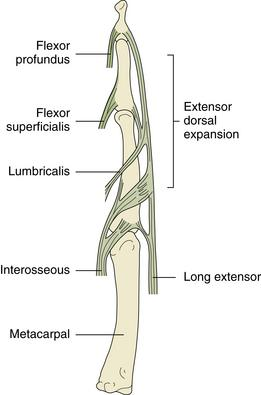 Flexor
profundus
Flexor
superficialis
Lumbricalis
Interosseous
Metacarpal
Extensor
dorsal
expansion
Long extensor